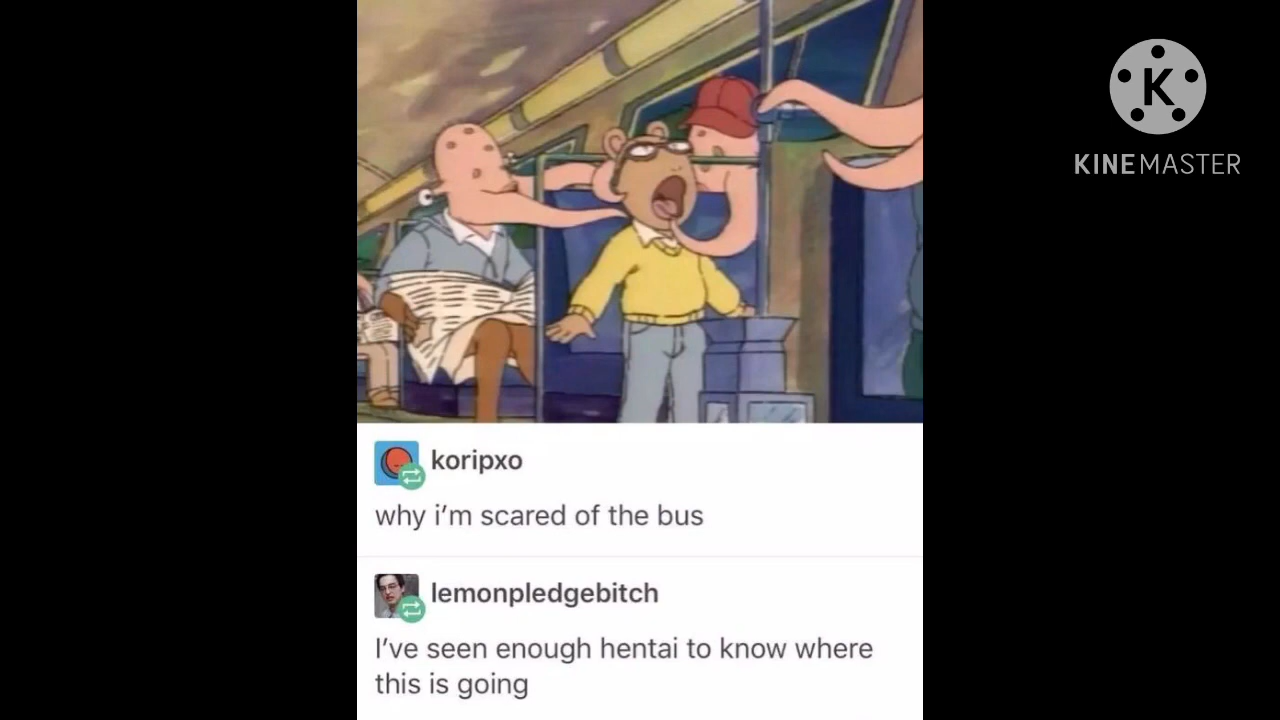 KINEMASTER
koripxo
why i'm scared of the bus
lemonpledgebitch
I've seen enough hentai to know where
this is going